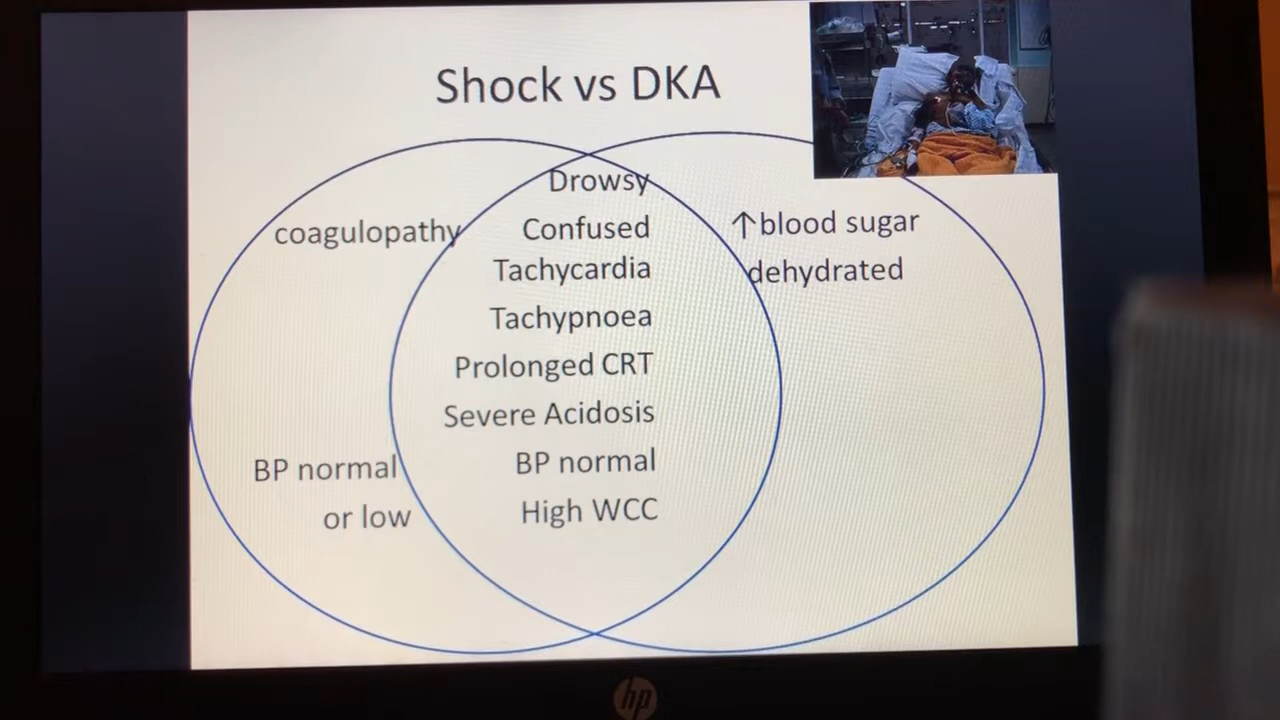 Shock vs DKA
Drowsy
coagulopathy
Confused
↑blood sugar
Tachycardia
dehydrated
Tachypnoea
Prolonged CRT
Severe Acidosis
BP normal
or low
BP normal
High WCC
hp